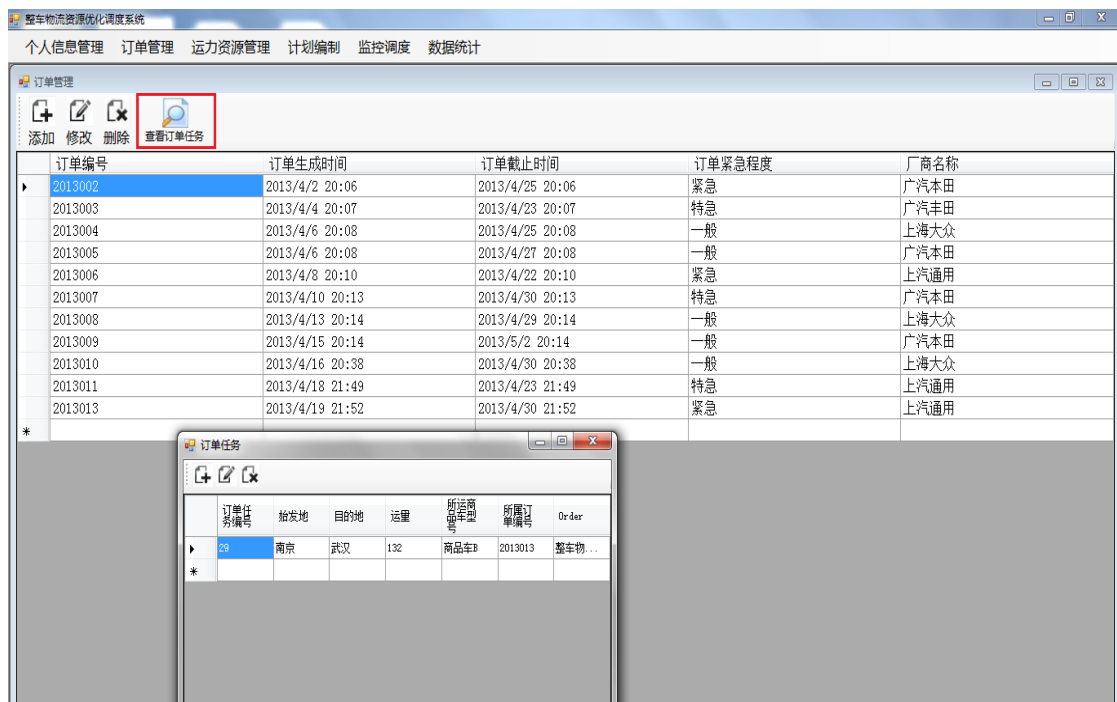 整车物流资源优化调度系统
个人信息管理 订单管理 运力资源管理 计划编制 监控调度 数据统计
订单管理
添加 修改 删除 查看订单任务
订单编号 订单生成时间 订单截止时间 订单紧急程度 厂商名称
2013002 2013/4/2 20:06 2013/4/25 20:06 紧急 广汽本田
2013003 2013/4/4 20:07 2013/4/23 20:07 特急 广汽丰田
2013004 2013/4/6 20:08 2013/4/25 20:08 一般 上海大众
2013005 2013/4/6 20:08 2013/4/27 20:08 一般 广汽本田
2013006 2013/4/8 20:10 2013/4/22 20:10 紧急 上汽通用
2013007 2013/4/10 20:13 2013/4/30 20:13 特急 广汽本田
2013008 2013/4/13 20:14 2013/4/29 20:14 一般 上海大众
2013009 2013/4/15 20:14 2013/5/2 20:14 一般 广汽本田
2013010 2013/4/16 20:38 2013/4/30 20:38 一般 上海大众
2013011 2013/4/18 21:49 2013/4/23 21:49 特急 上汽通用
2013013 2013/4/19 21:52 2013/4/30 21:52 紧急 上汽通用
订单任务
订单任务编号 始发地 目的地 运量 所运商品车型号 所属订单编号 Order
29 南京 武汉 132 商品车B 2013013 整车物...